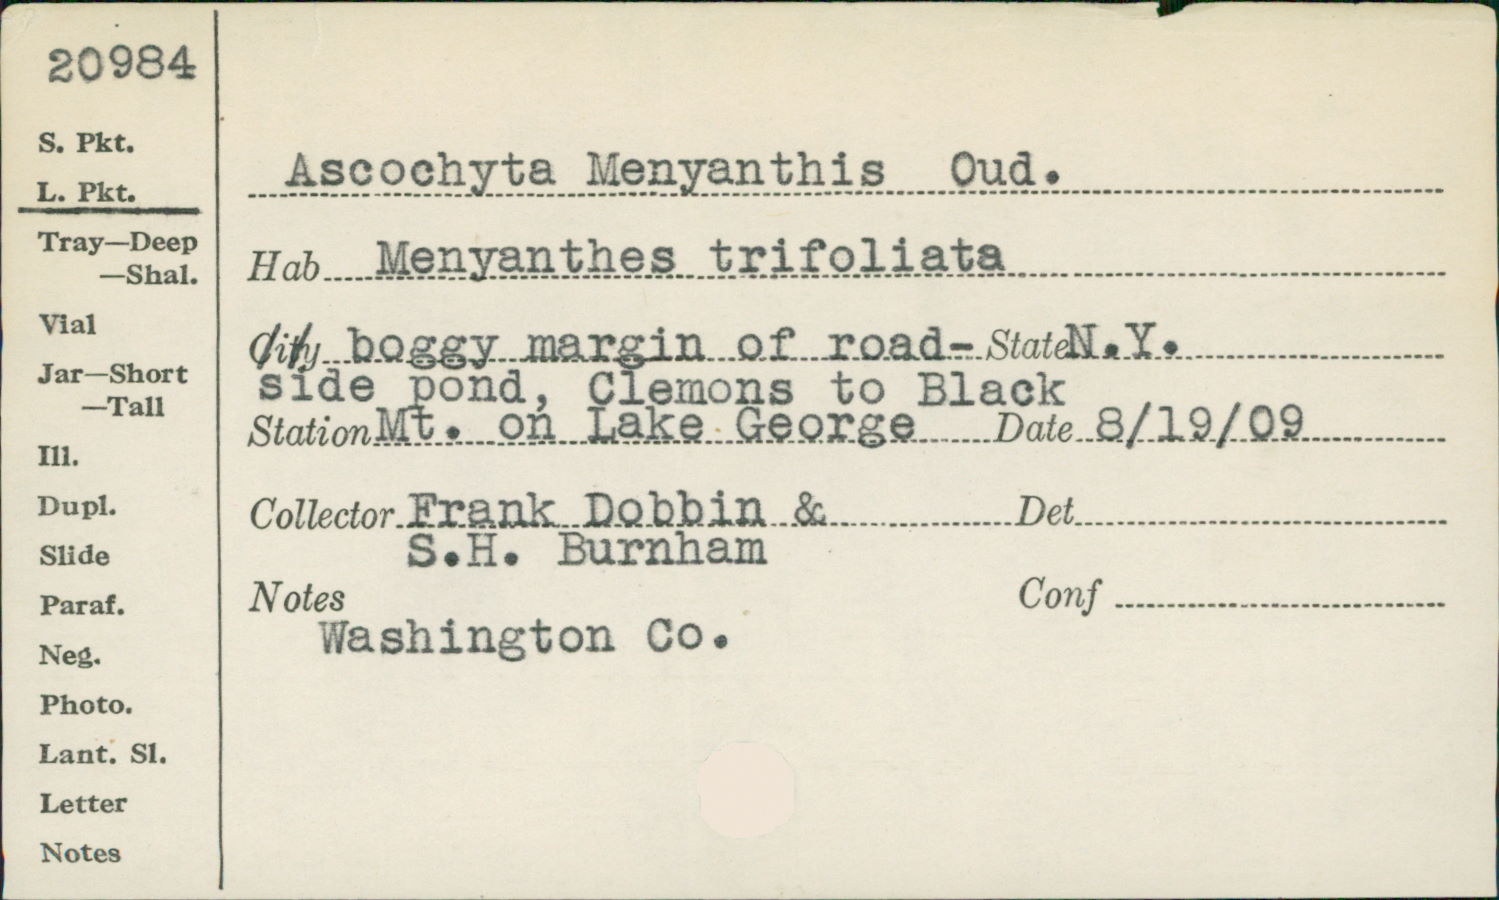 20984
S. Pkt.
L. Pkt.
Tray—Deep
—Shal.
Vial
Jar—Short
—Tall
Ill.
Dupl.
Slide
Paraf.
Neg.
Photo.
Lant. Sl.
Letter
Notes
Ascochyta Menyanthis Oud.
Hab Menyanthes trifoliata
City boggy margin of road- State N.Y.
side pond, Clemons to Black
Station Mt. on Lake George Date 8/19/09
Collector Frank Dobbin & Det
S.H. Burnham
Notes Conf
Washington Co.